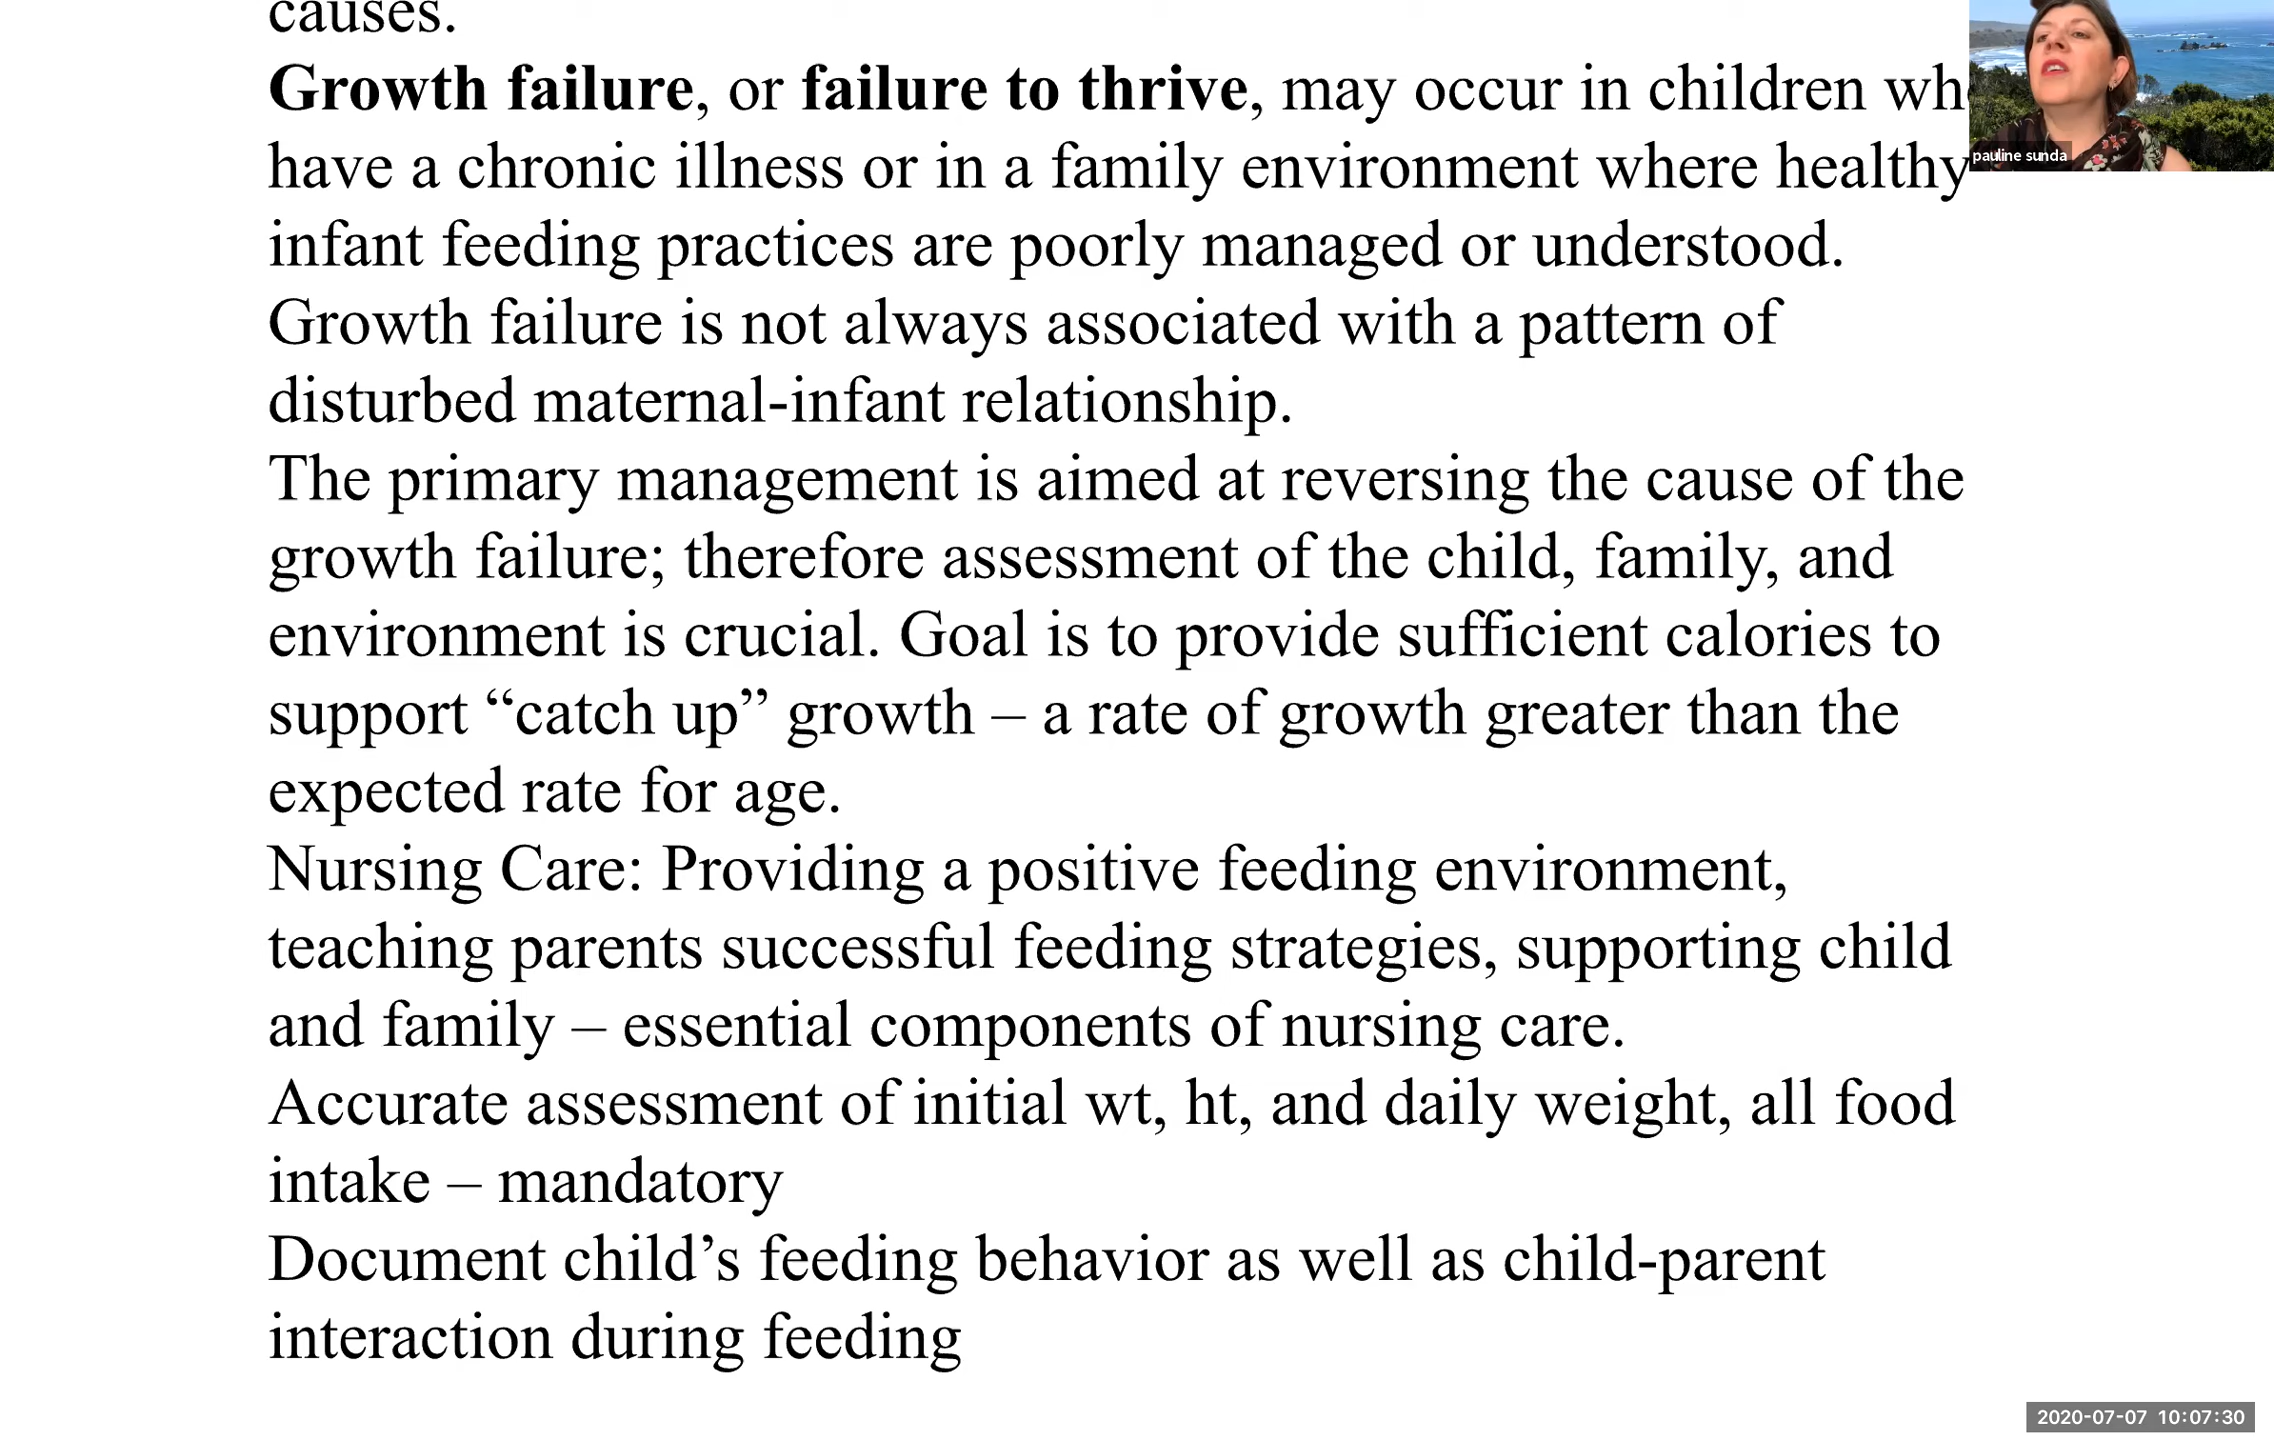 causes.
Growth failure, or failure to thrive, may occur in children
have a chronic illness or in a family environment where healthy
infant feeding practices are poorly managed or understood.
Growth failure is not always associated with a pattern of
disturbed maternal-infant relationship.
The primary management is aimed at reversing the cause of the
growth failure; therefore assessment of the child, family, and
environment is crucial. Goal is to provide sufficient calories to
support “catch up” growth – a rate of growth greater than the
expected rate for age.
Nursing Care: Providing a positive feeding environment,
teaching parents successful feeding strategies, supporting child
and family – essential components of nursing care.
Accurate assessment of initial wt, ht, and daily weight, all food
intake – mandatory
Document child’s feeding behavior as well as child-parent
interaction during feeding
pauline sunda
2020-07-07 10:07:30